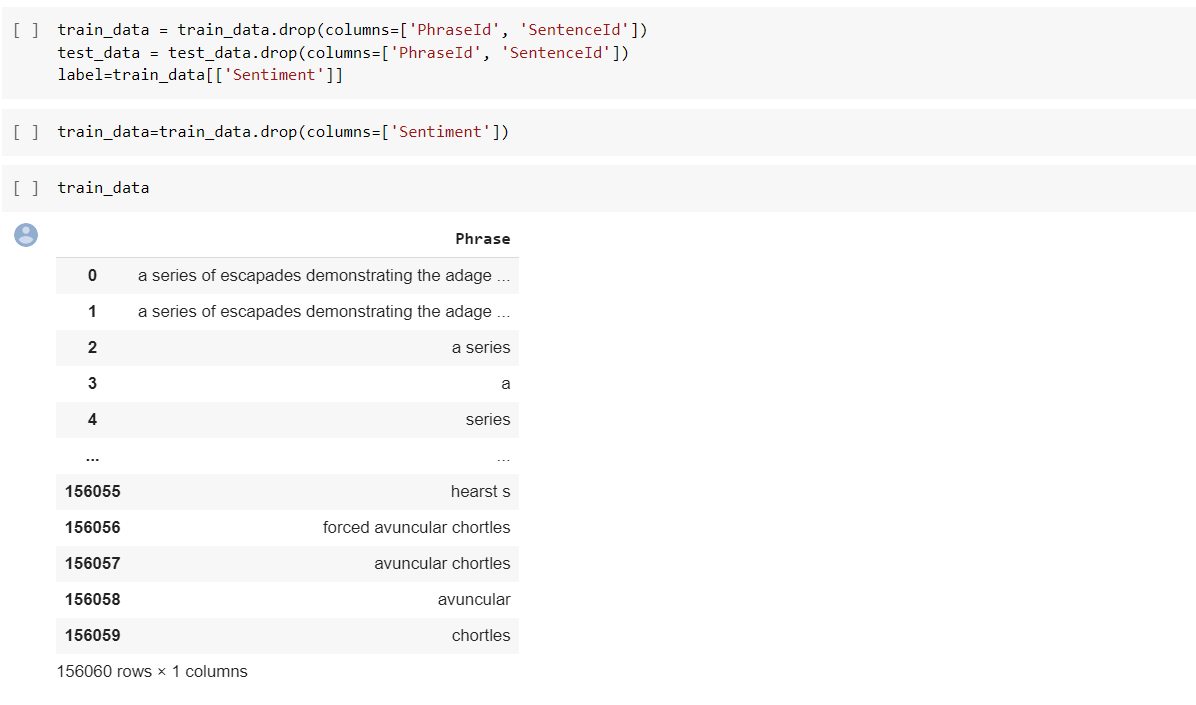 [ ] train_data = train_data.drop(columns=['PhraseId', 'SentenceId'])
test_data = test_data.drop(columns=['PhraseId', 'SentenceId'])
label=train_data[['Sentiment']]
[ ] train_data=train_data.drop(columns=['Sentiment'])
[ ] train_data
Phrase
0 a series of escapades demonstrating the adage ...
1 a series of escapades demonstrating the adage ...
2 a series
3 a
4 series
... ...
156055 hearst s
156056 forced avuncular chortles
156057 avuncular chortles
156058 avuncular
156059 chortles
156060 rows × 1 columns